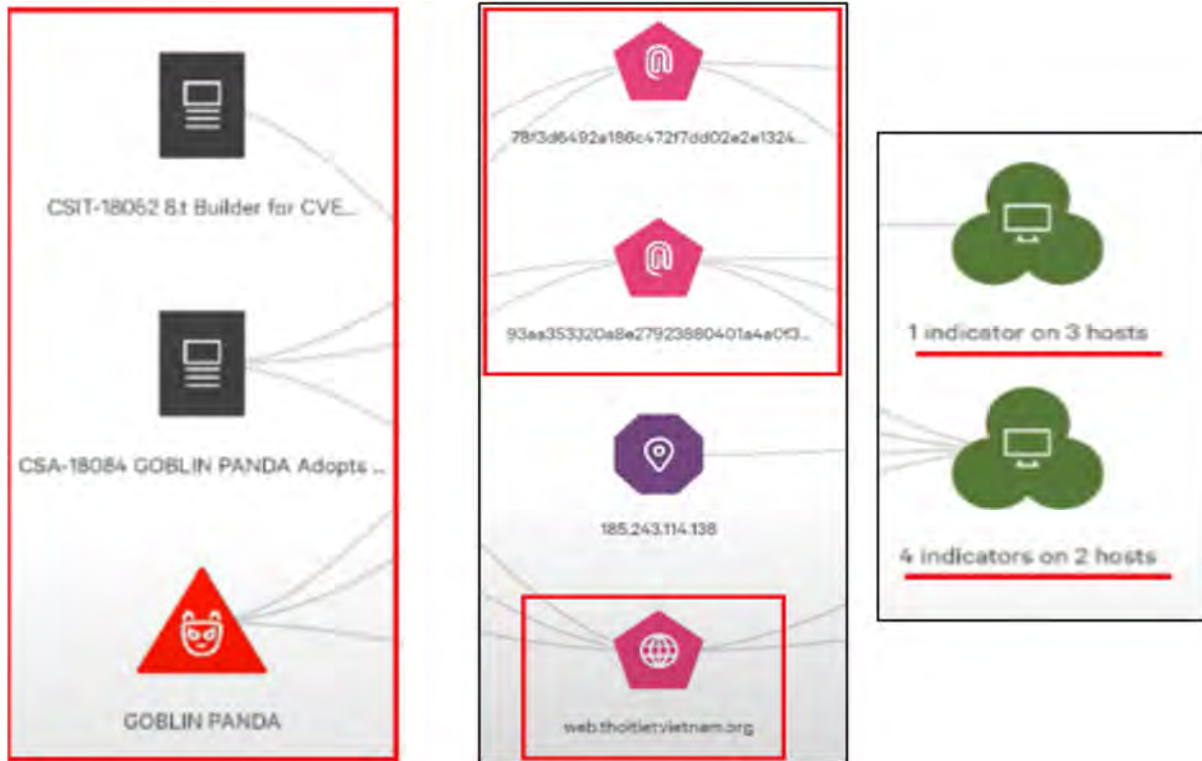 CSIT-18052 8.t Builder for CVE...
CSA-18084 GOBLIN PANDA Adopts ...
GOBLIN PANDA
78f3d6492a186c472f7dd02e2e1324...
93aa353320a8e27923880401a4a0f3...
185.243.114.138
web.thoitietvietnam.org
1 indicator on 3 hosts
4 indicators on 2 hosts